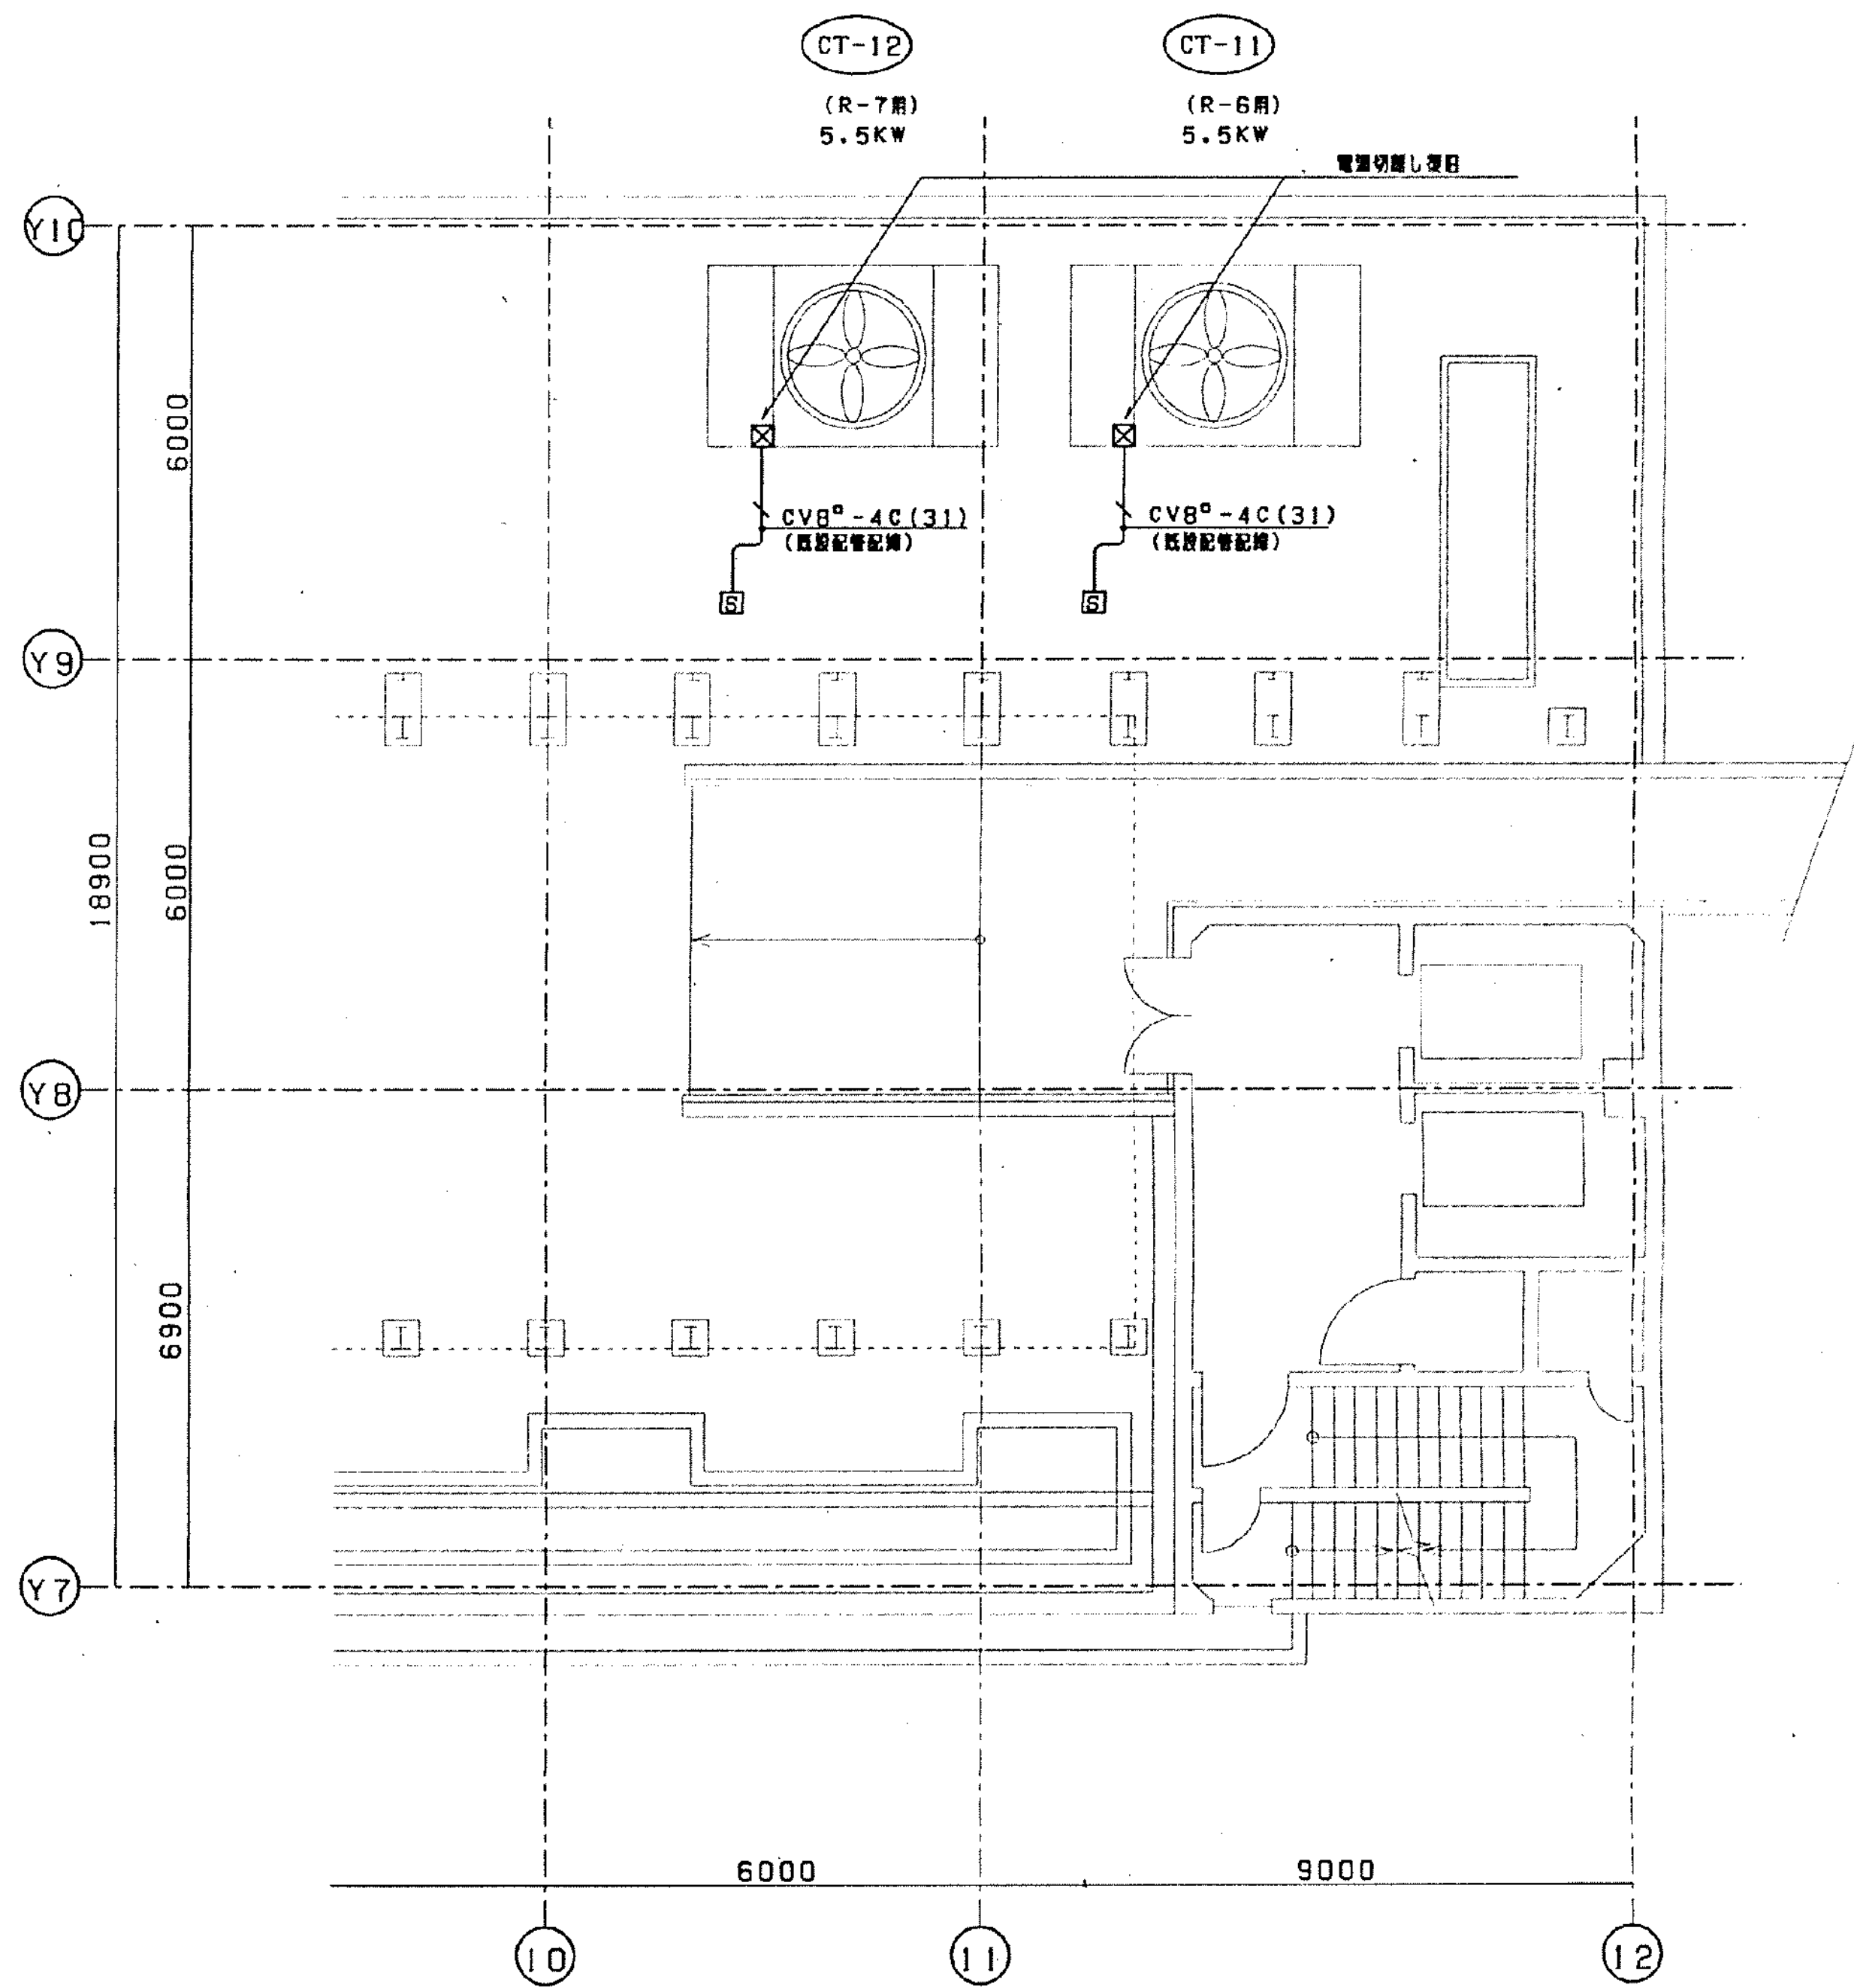 CT-12
CT-11
(R-7用)
(R-6用)
5.5KW
5.5KW
電源切離し復旧
Y10
6000
CV8□-4C(31)
(既設配管配線)
CV8□-4C(31)
(既設配管配線)
S
S
Y9
18900
6000
Y8
6900
Y7
6000
9000
10
11
12